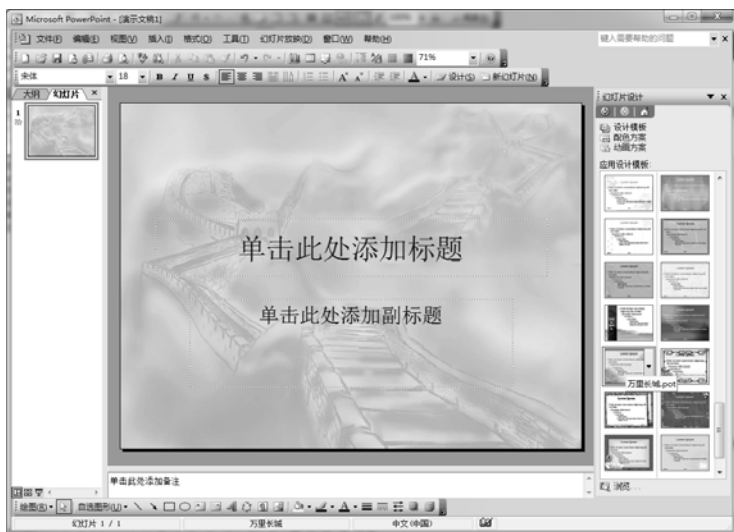 Microsoft PowerPoint - [演示文稿1]
文件(F) 编辑(E) 视图(V) 插入(I) 格式(O) 工具(T) 幻灯片放映(D) 窗口(W) 帮助(H)
键入需要帮助的问题
71%
宋体 18 B I U S A A A 设计(S) 新幻灯片(N)
大纲 幻灯片
1
单击此处添加标题
单击此处添加副标题
单击此处添加备注
幻灯片设计
设计模板
配色方案
动画方案
应用设计模板:
万里长城.pot
浏览...
绘图(R) 自选图形(U)
幻灯片 1 / 1 万里长城 中文(中国)